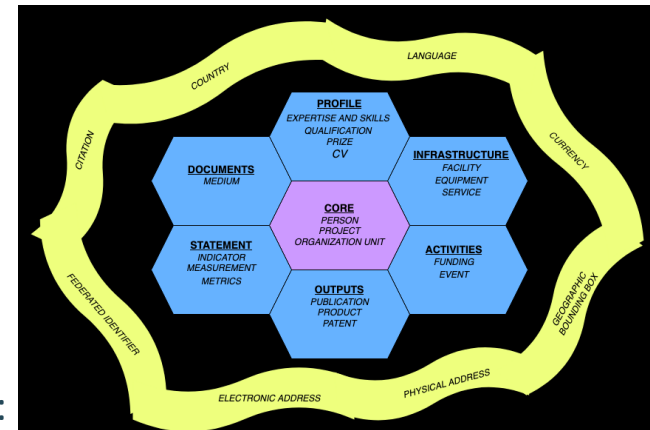 LANGUAGE
COUNTRY
CURRENCY
CITATION
PROFILE
EXPERTISE AND SKILLS
QUALIFICATION
PRIZE
CV
DOCUMENTS
MEDIUM
INFRASTRUCTURE
FACILITY
EQUIPMENT
SERVICE
CORE
PERSON
PROJECT
ORGANIZATION UNIT
STATEMENT
INDICATOR
MEASUREMENT
METRICS
ACTIVITIES
FUNDING
EVENT
OUTPUTS
PUBLICATION
PRODUCT
PATENT
FEDERATED IDENTIFIER
GEOGRAPHIC
BOUNDING BOX
ELECTRONIC ADDRESS
PHYSICAL ADDRESS
: